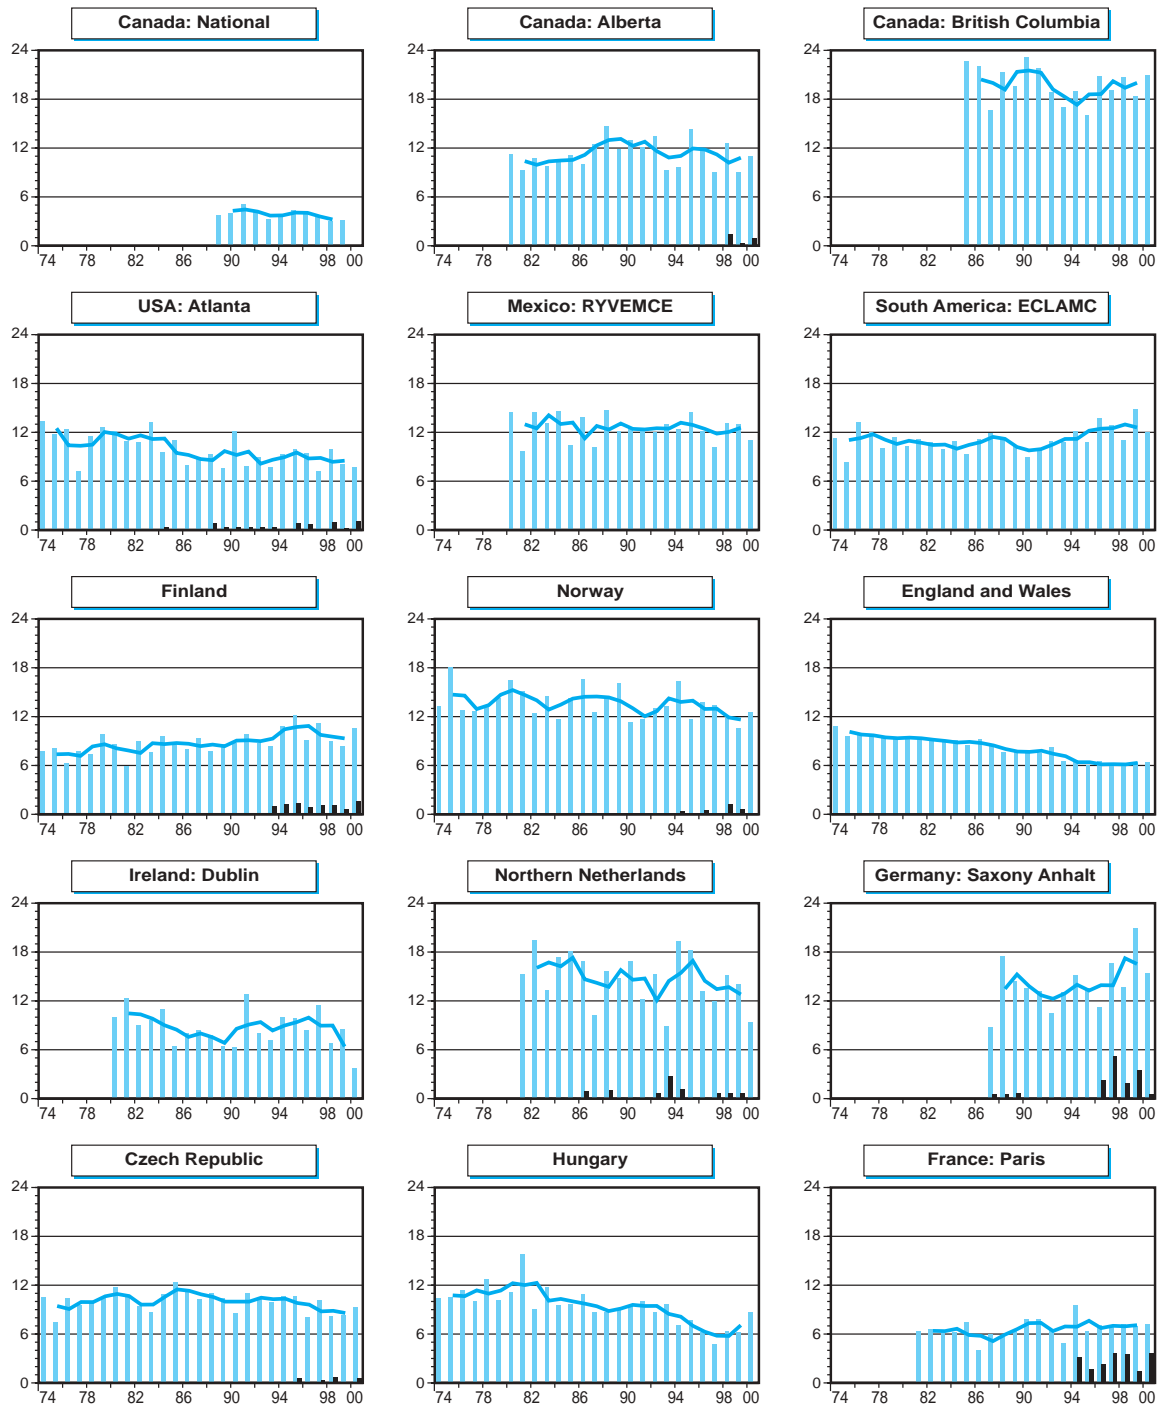 Canada: National
Canada: Alberta
Canada: British Columbia
24
18
12
6
0
74 78 82 86 90 94 98 00
24
18
12
6
0
74 78 82 86 90 94 98 00
24
18
12
6
0
74 78 82 86 90 94 98 00
USA: Atlanta
Mexico: RYVEMCE
South America: ECLAMC
24
18
12
6
0
74 78 82 86 90 94 98 00
24
18
12
6
0
74 78 82 86 90 94 98 00
24
18
12
6
0
74 78 82 86 90 94 98 00
Finland
Norway
England and Wales
24
18
12
6
0
74 78 82 86 90 94 98 00
24
18
12
6
0
74 78 82 86 90 94 98 00
24
18
12
6
0
74 78 82 86 90 94 98 00
Ireland: Dublin
Northern Netherlands
Germany: Saxony Anhalt
24
18
12
6
0
74 78 82 86 90 94 98 00
24
18
12
6
0
74 78 82 86 90 94 98 00
24
18
12
6
0
74 78 82 86 90 94 98 00
Czech Republic
Hungary
France: Paris
24
18
12
6
0
74 78 82 86 90 94 98 00
24
18
12
6
0
74 78 82 86 90 94 98 00
24
18
12
6
0
74 78 82 86 90 94 98 00